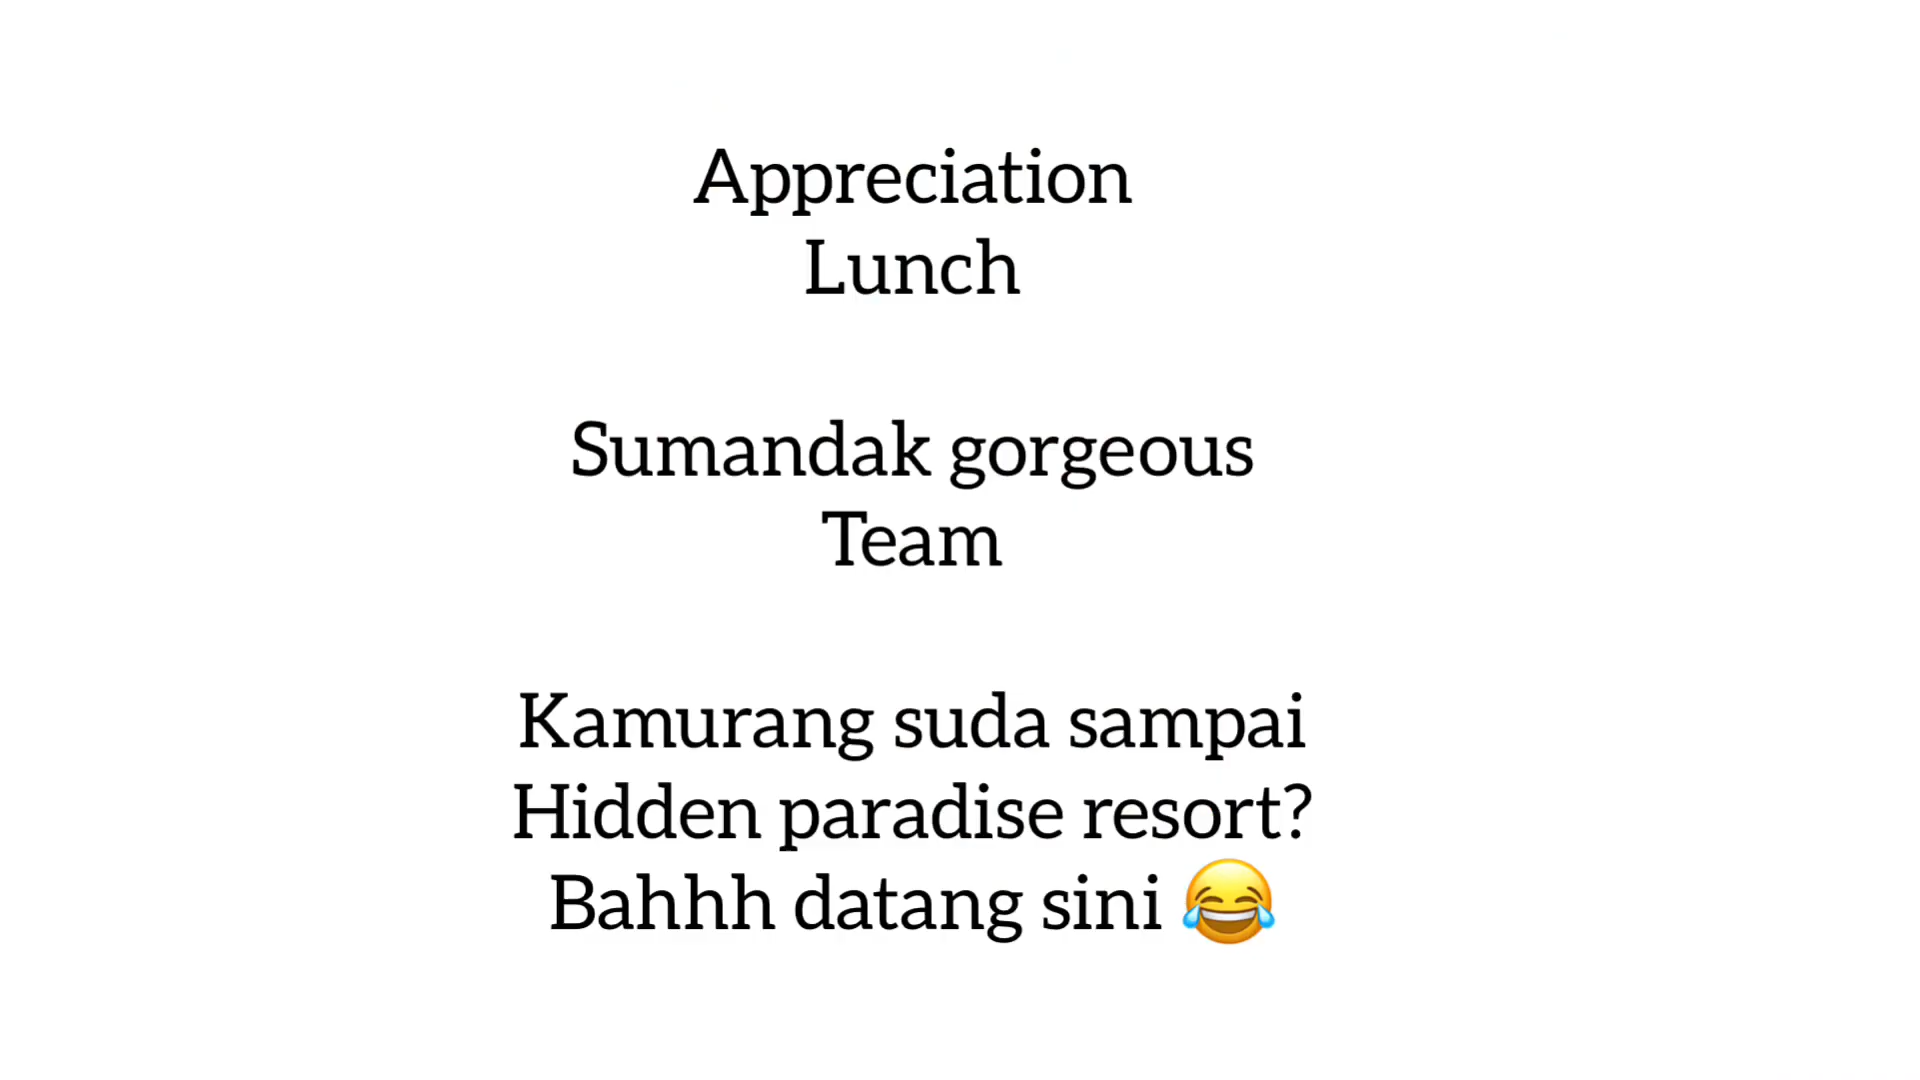 Appreciation
Lunch
Sumandak gorgeous
Team
Kamurang suda sampai
Hidden paradise resort?
Bahhh datang sini 😂